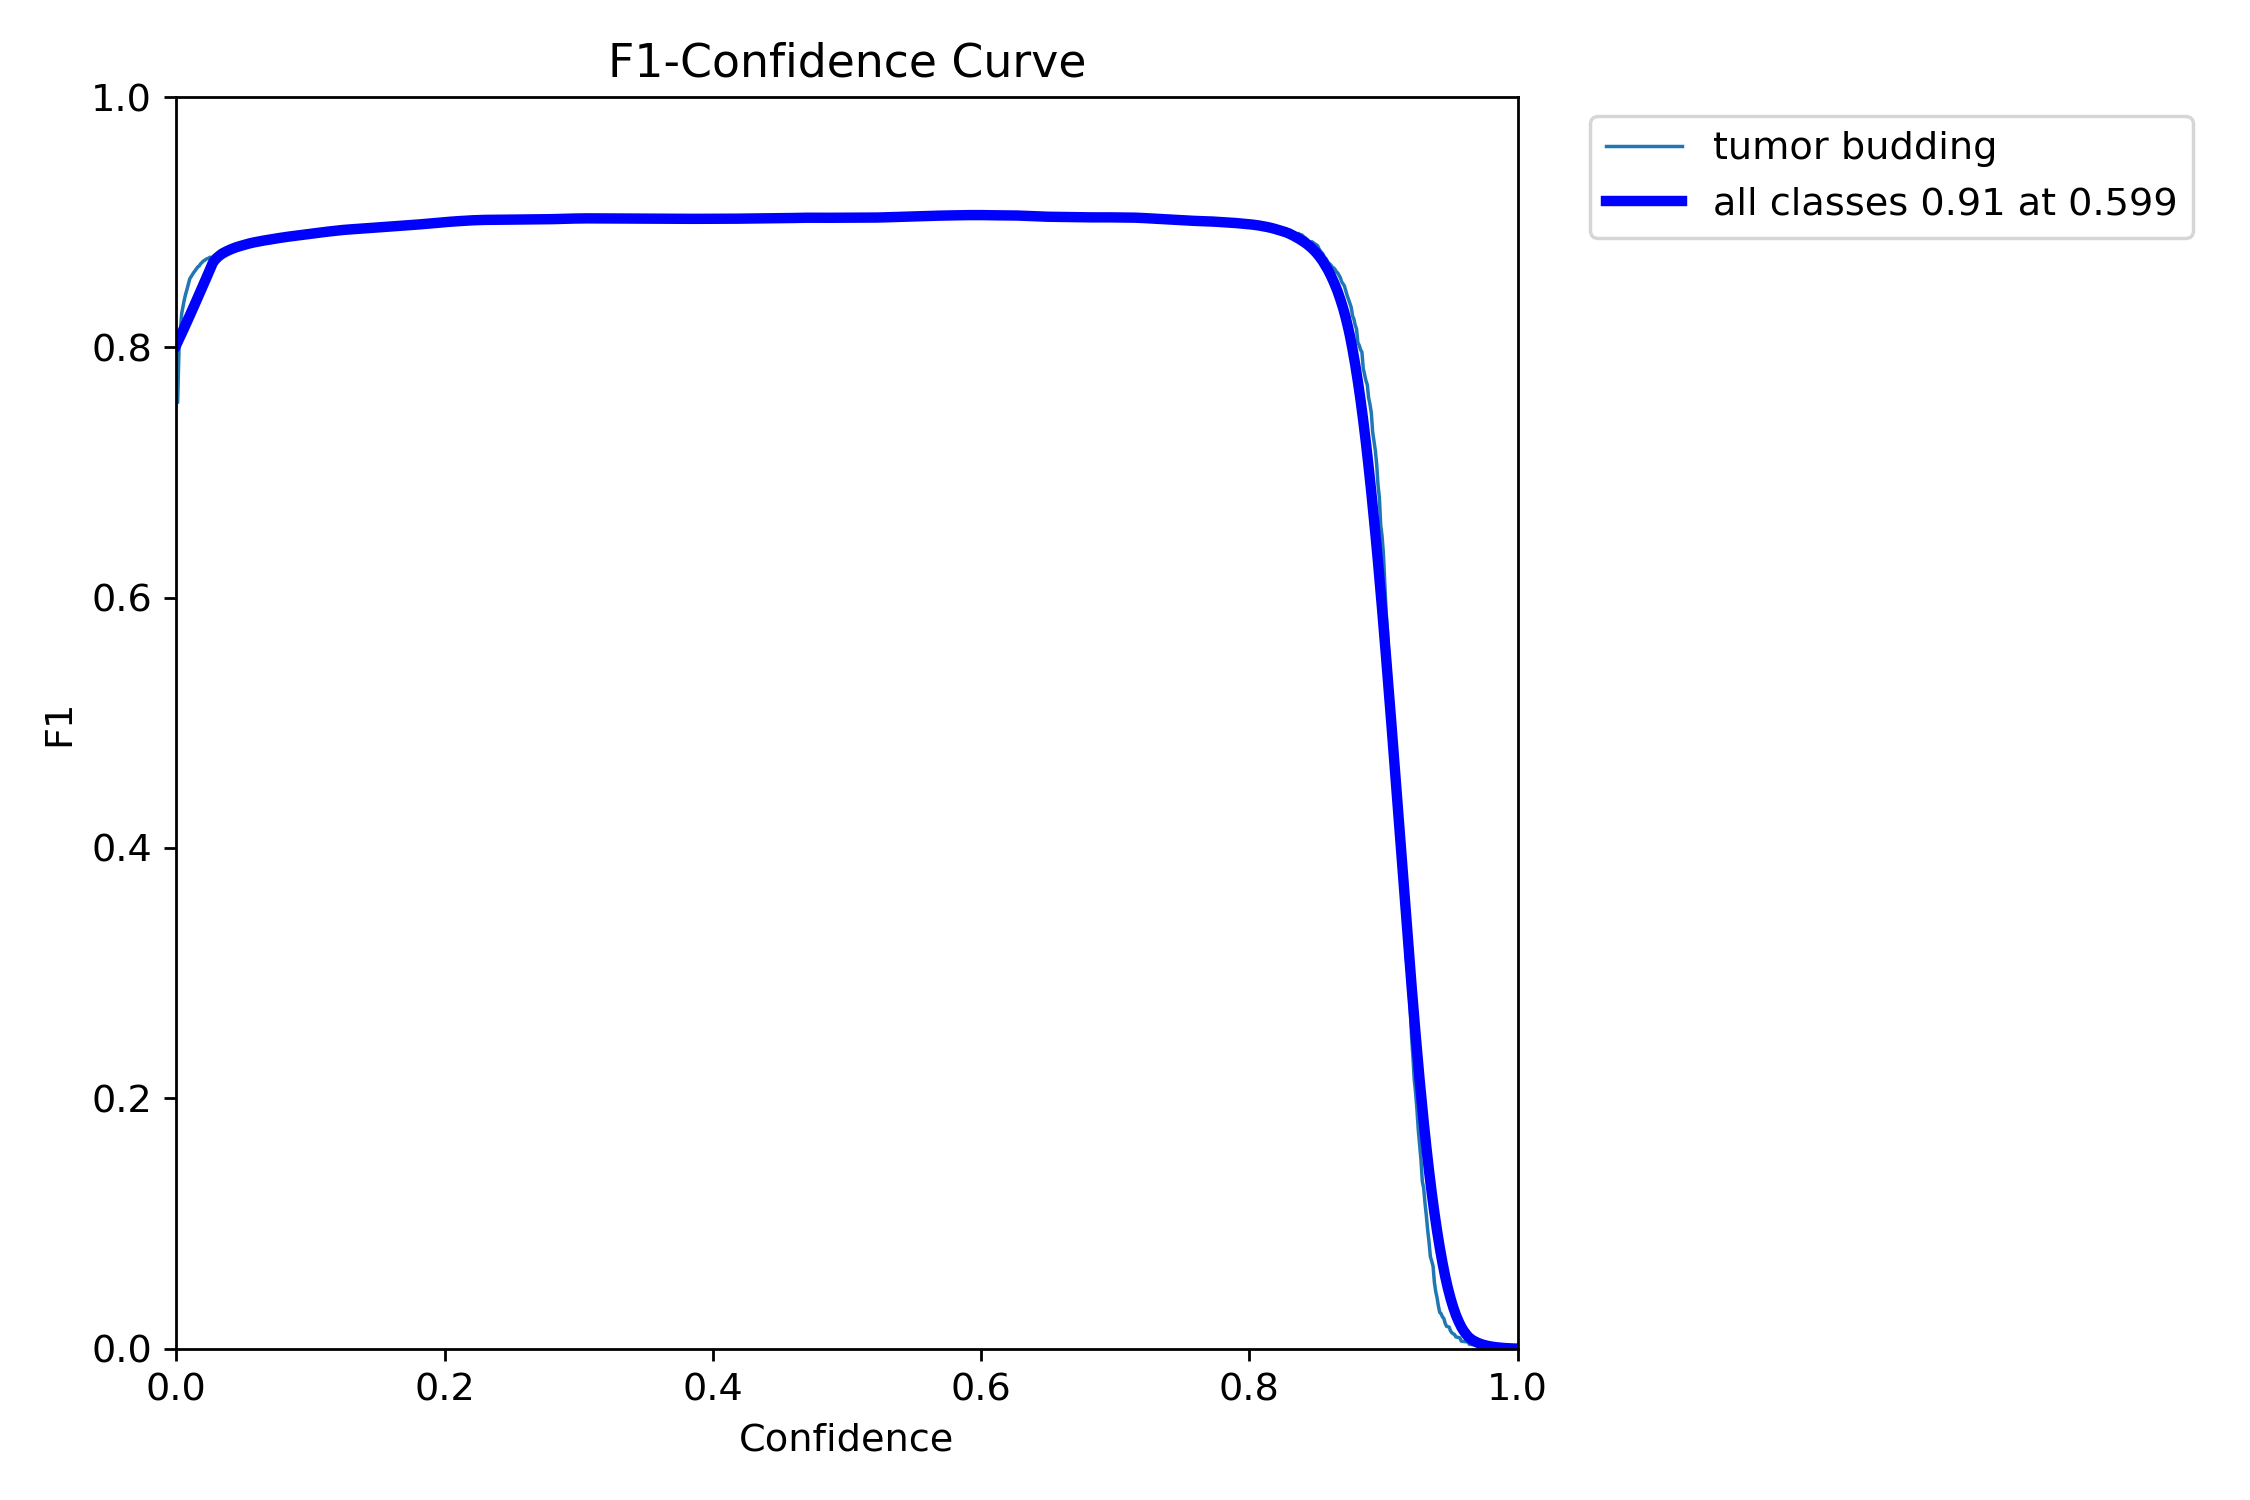 F1-Confidence Curve
1.0
0.8
0.6
0.4
0.2
0.0
F1
0.0 0.2 0.4 0.6 0.8 1.0
Confidence
tumor budding
all classes 0.91 at 0.599